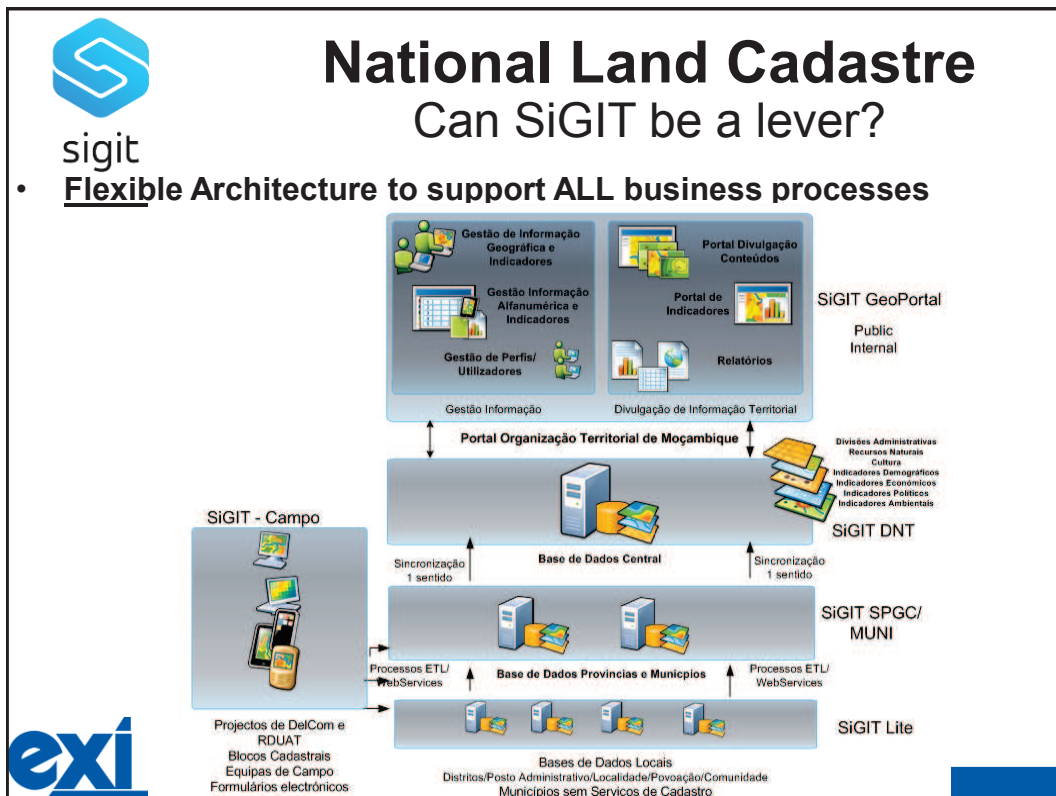 sigit
National Land Cadastre
Can SiGIT be a lever?
• Flexible Architecture to support ALL business processes
Gestão de Informação
Geográfica e
Indicadores
Gestão Informação
Alfanumérica e
Indicadores
Gestão de Perfis/
Utilizadores
Gestão Informação
Portal Divulgação
Conteúdos
Portal de
Indicadores
Relatórios
Divulgação de Informação Territorial
SiGIT GeoPortal
Public
Internal
Portal Organização Territorial de Moçambique
Divisões Administrativas
Recursos Naturais
Cultura
Indicadores Demográficos
Indicadores Económicos
Indicadores Políticos
Indicadores Ambientais
SiGIT DNT
Base de Dados Central
SiGIT - Campo
Sincronização
1 sentido
Sincronização
1 sentido
SiGIT SPGC/
MUNI
Processos ETL/
WebServices
Base de Dados Provincias e Municpios
Processos ETL/
WebServices
SiGIT Lite
Projectos de DelCom e
RDUAT
Blocos Cadastrais
Equipas de Campo
Formulários electrónicos
Bases de Dados Locais
Distritos/Posto Administrativo/Localidade/Povoação/Comunidade
Municípios sem Serviços de Cadastro
exi